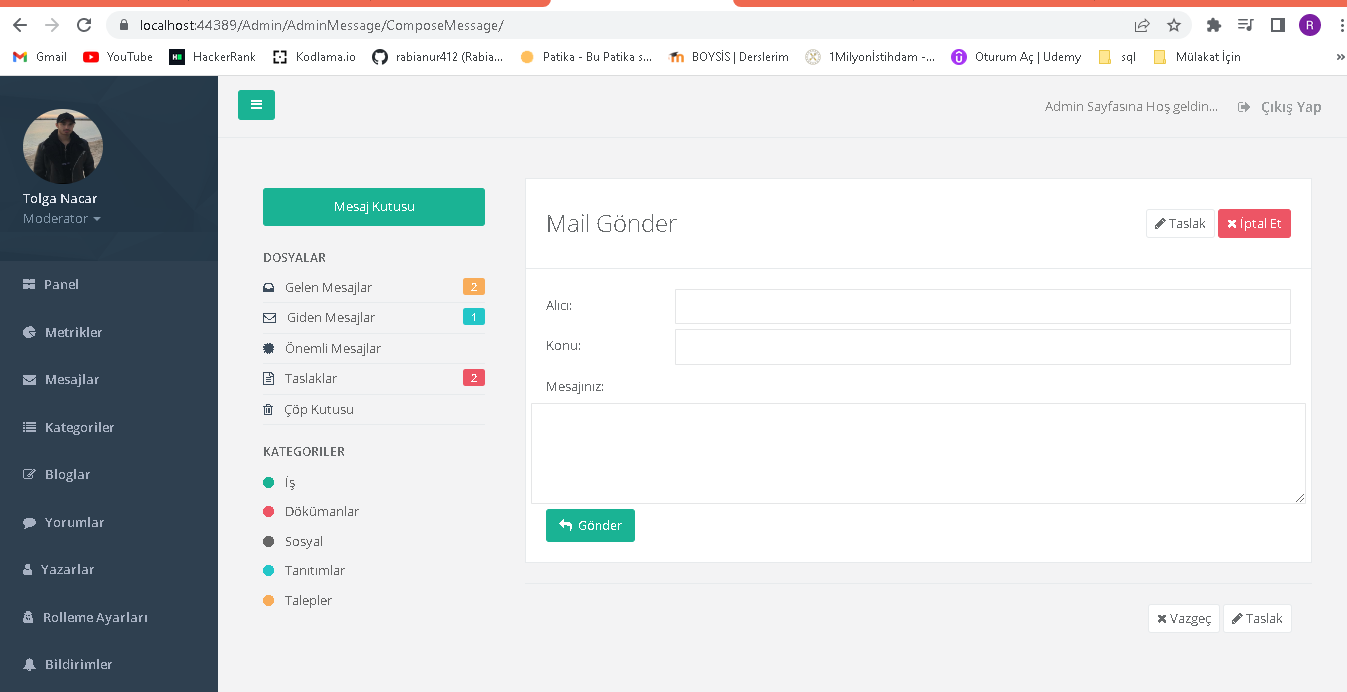 localhost:44389/Admin/AdminMessage/ComposeMessage/
R
Gmail YouTube HackerRank Kodlama.io rabianur412 (Rabia... Patika - Bu Patika s... BOYSİS | Derslerim 1Milyonİstihdam -... Oturum Aç | Udemy sql Mülakat İçin »
Admin Sayfasına Hoş geldin... Çıkış Yap
Tolga Nacar
Moderator
Panel
Metrikler
Mesajlar
Kategoriler
Bloglar
Yorumlar
Yazarlar
Rolleme Ayarları
Bildirimler
Mesaj Kutusu
DOSYALAR
Gelen Mesajlar 2
Giden Mesajlar 1
Önemli Mesajlar
Taslaklar 2
Çöp Kutusu
KATEGORILER
İş
Dökümanlar
Sosyal
Tanıtımlar
Talepler
Mail Gönder
Taslak İptal Et
Alıcı:
Konu:
Mesajınız:
Gönder
Vazgeç Taslak